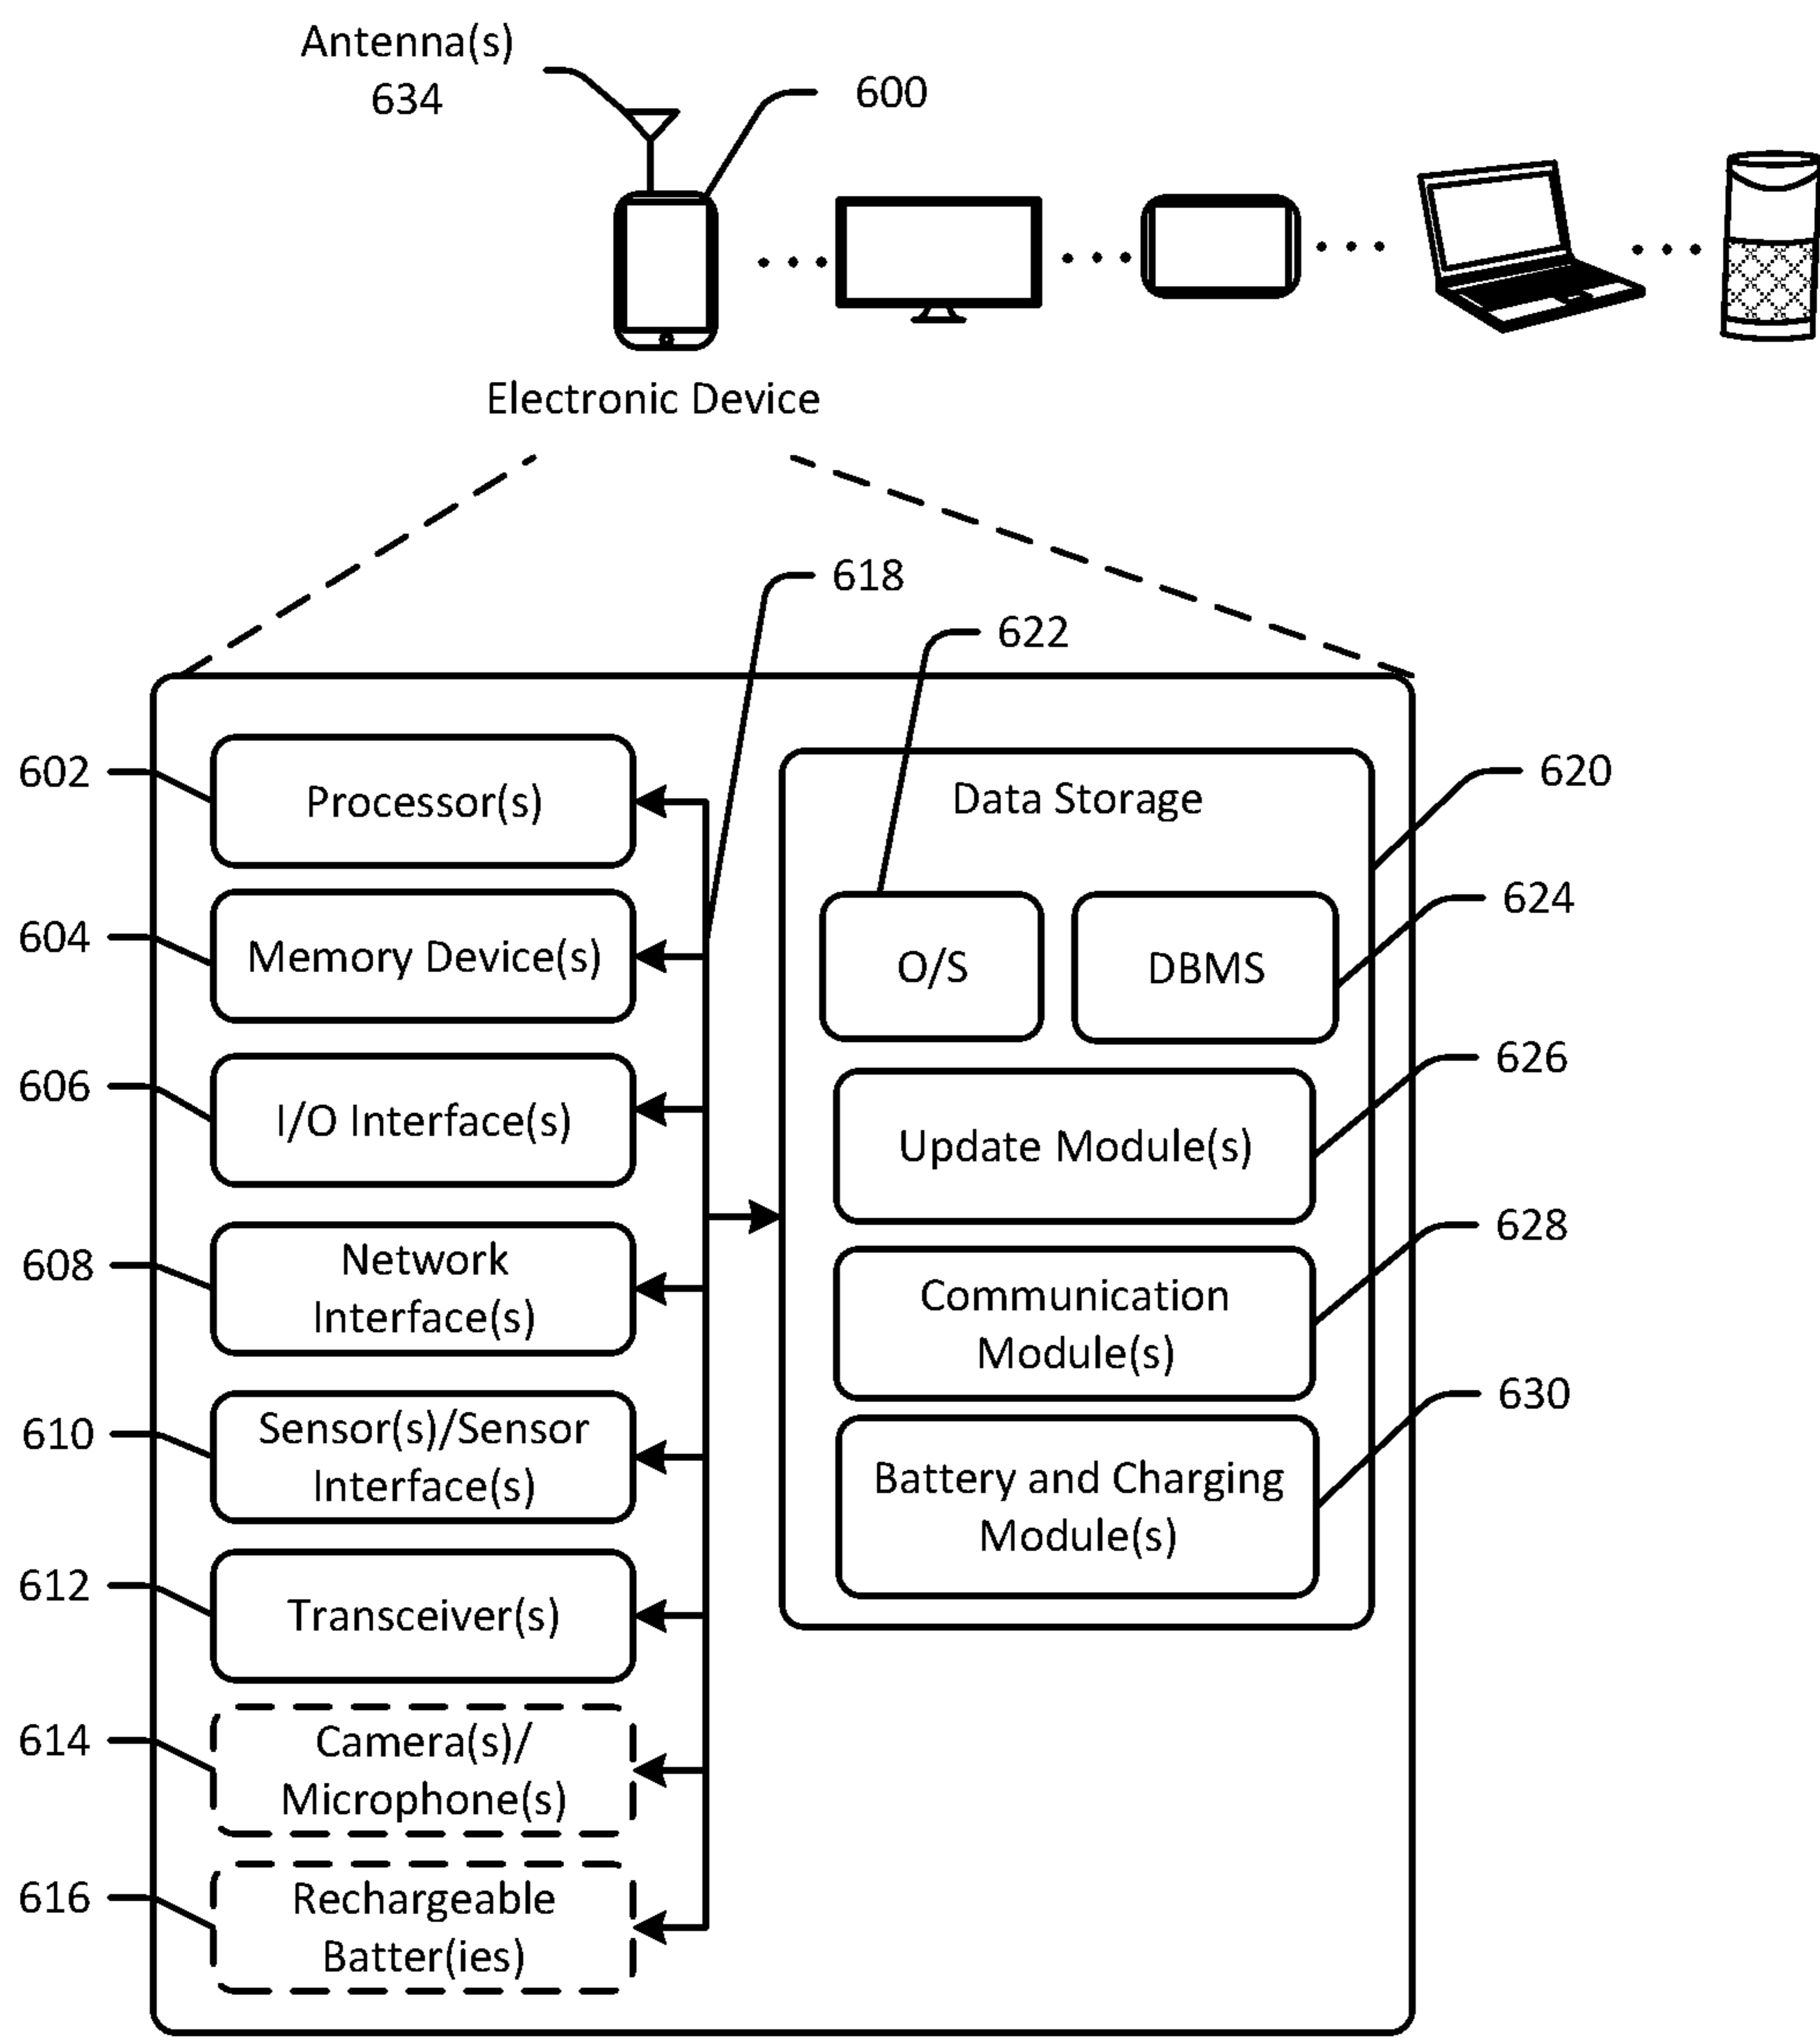 Antenna(s)
634
600
Electronic Device
618
622
602
Processor(s)
Data Storage
620
604
Memory Device(s)
O/S
DBMS
624
606
I/O Interface(s)
Update Module(s)
626
608
Network
Interface(s)
Communication
Module(s)
628
610
Sensor(s)/Sensor
Interface(s)
Battery and Charging
Module(s)
630
612
Transceiver(s)
614
Camera(s)/
Microphone(s)
616
Rechargeable
Batter(ies)